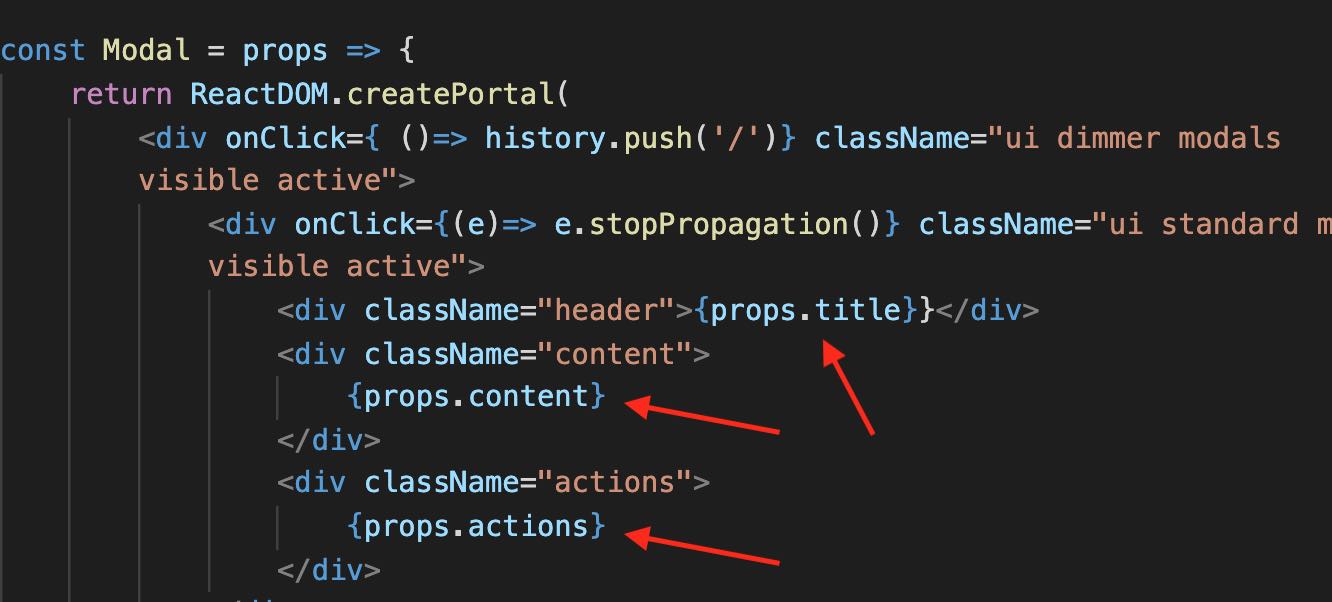 const Modal = props => {
return ReactDOM.createPortal(
<div onClick={ ()=> history.push('/')} className="ui dimmer modals
visible active">
<div onClick={(e)=> e.stopPropagation()} className="ui standard
visible active">
<div className="header">{props.title}}</div>
<div className="content">
{props.content}
</div>
<div className="actions">
{props.actions}
</div>